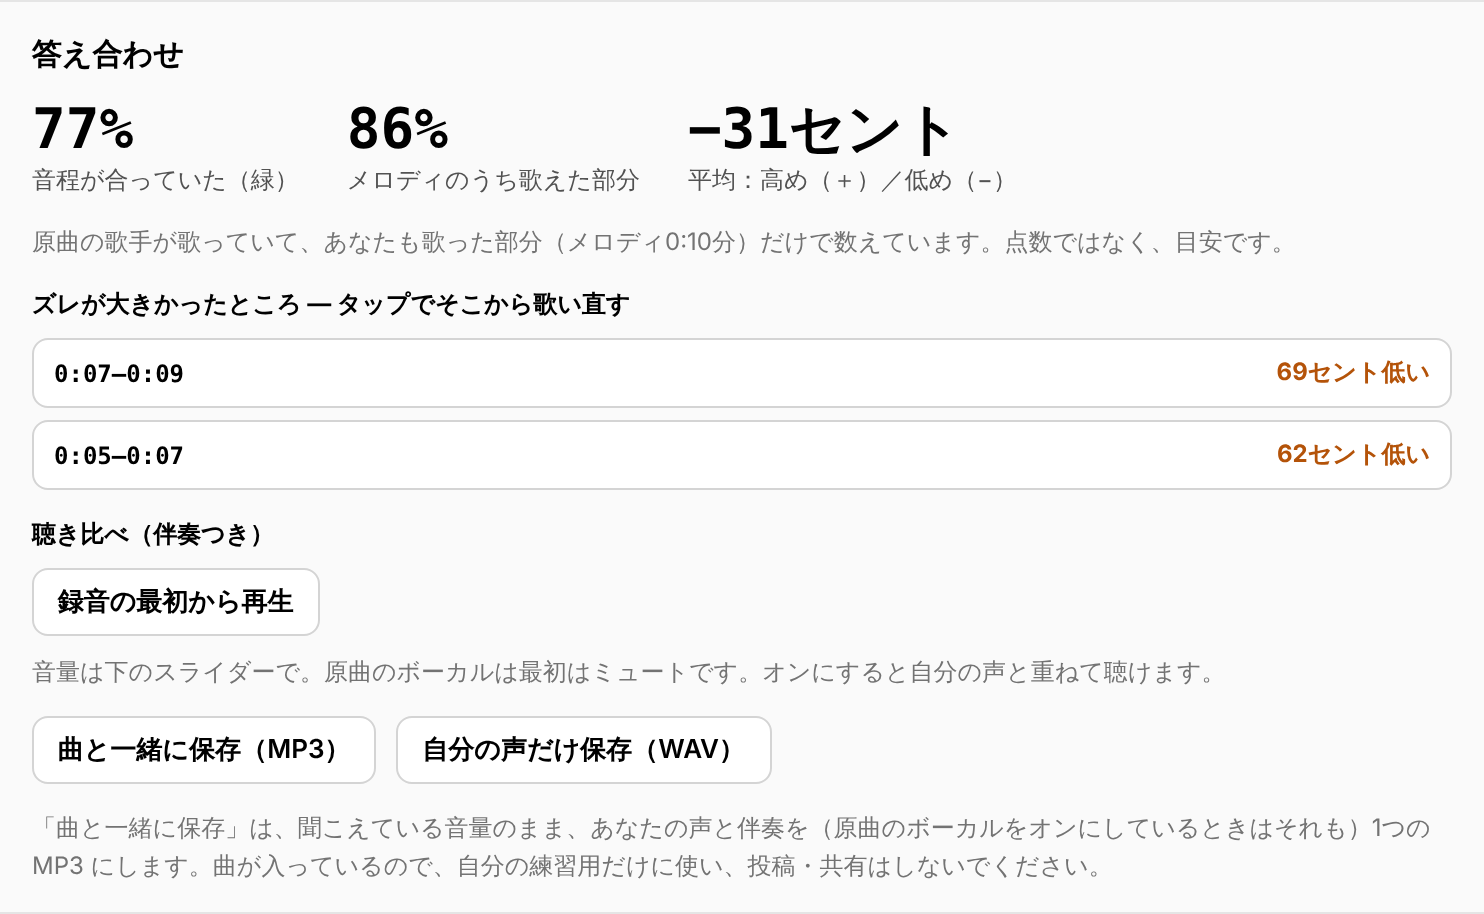 答え合わせ
77%
86%
−31セント
音程が合っていた（緑）
メロディのうち歌えた部分
平均：高め（＋）／低め（−）
原曲の歌手が歌っていて、あなたも歌った部分（メロディ0:10分）だけで数えています。点数ではなく、目安です。
ズレが大きかったところ — タップでそこから歌い直す
0:07–0:09
69セント低い
0:05–0:07
62セント低い
聴き比べ（伴奏つき）
録音の最初から再生
音量は下のスライダーで。原曲のボーカルは最初はミュートです。オンにすると自分の声と重ねて聴けます。
曲と一緒に保存（MP3）
自分の声だけ保存（WAV）
「曲と一緒に保存」は、聞こえている音量のまま、あなたの声と伴奏を（原曲のボーカルをオンにしているときはそれも）1つの
MP3 にします。曲が入っているので、自分の練習用だけに使い、投稿・共有はしないでください。